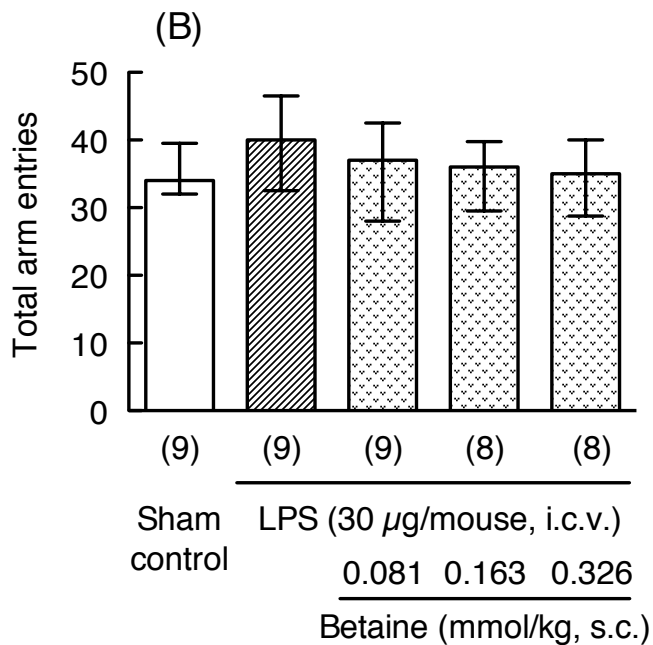 (B)
Total arm entries
50
40
30
20
10
0
(9) (9) (9) (8) (8)
Sham
control
LPS (30 µg/mouse, i.c.v.)
0.081 0.163 0.326
Betaine (mmol/kg, s.c.)